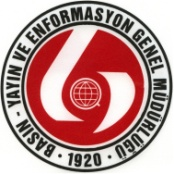 BASIN - YAYIN VE ENFORMASYON GENEL MÜDÜRLÜĞÜ
· 1920 ·